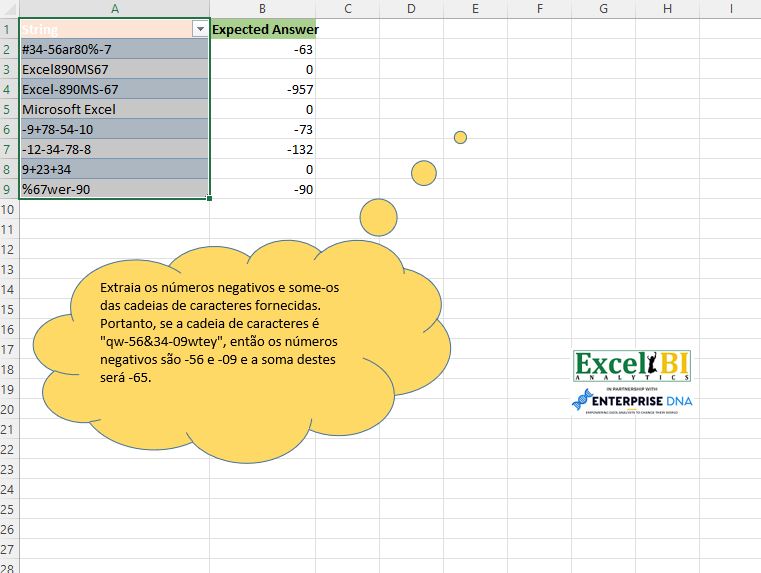 A B C D E F G H I
1 String Expected Answer
2 #34-56ar80%-7 -63
3 Excel890MS67 0
4 Excel-890MS-67 -957
5 Microsoft Excel 0
6 -9+78-54-10 -73
7 -12-34-78-8 -132
8 9+23+34 0
9 %67wer-90 -90
10
11
12
13
14
15
16
17
18
19
20
21
22
23
24
25
26
27
28
Extraia os números negativos e some-os
das cadeias de caracteres fornecidas.
Portanto, se a cadeia de caracteres é
"qw-56&34-09wtey", então os números
negativos são -56 e -09 e a soma destes
será -65.
Excel BI
ANALYTICS
IN PARTNERSHIP WITH
ENTERPRISE DNA
EMPOWERING DATA ANALYSTS TO CHANGE THEIR WORLD